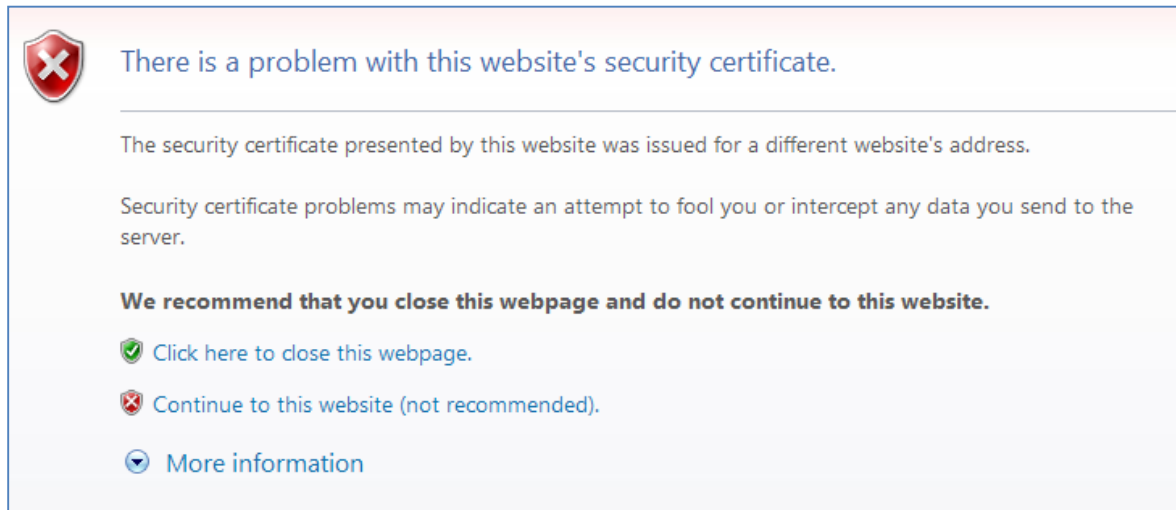 There is a problem with this website's security certificate.
The security certificate presented by this website was issued for a different website's address.
Security certificate problems may indicate an attempt to fool you or intercept any data you send to the
server.
We recommend that you close this webpage and do not continue to this website.
Click here to close this webpage.
Continue to this website (not recommended).
More information